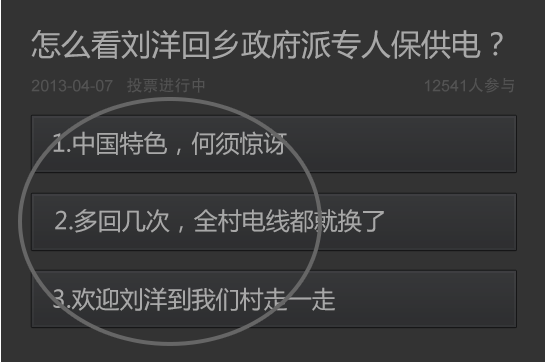 怎么看刘洋回乡政府派专人保供电？
2013-04-07 投票进行中 12541人参与
1.中国特色，何须惊讶
2.多回几次，全村电线都就换了
3.欢迎刘洋到我们村走一走